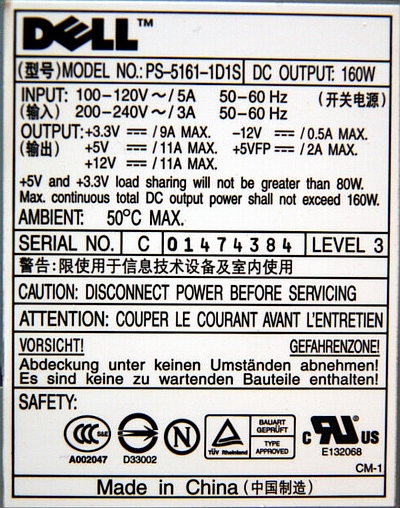 DELL™
(型号)MODEL NO.: PS-5161-1D1S DC OUTPUT: 160W
INPUT: 100-120V ～/ 5A 50-60 Hz (开关电源)
(输入) 200-240V ～/ 3A 50-60 Hz
OUTPUT: +3.3V ⎓ / 9A MAX. -12V ⎓ / 0.5A MAX.
(输出) +5V ⎓ / 11A MAX. +5VFP ⎓ / 2A MAX.
+12V ⎓ / 11A MAX.
+5V and +3.3V load sharing will not be greater than 80W.
Max. continuous total DC output power shall not exceed 160W.
AMBIENT: 50°C MAX.
SERIAL NO. C 01474384 LEVEL 3
警告:限使用于信息技术设备及室内使用
CAUTION: DISCONNECT POWER BEFORE SERVICING
ATTENTION: COUPER LE COURANT AVANT L'ENTRETIEN
VORSICHT! GEFAHRENZONE!
Abdeckung unter keinen Umständen abnehmen!
Es sind keine zu wartenden Bauteile enthalten!
SAFETY:
CCC S&E N TÜV Rheinland BAUART GEPRÜFT TYPE APPROVED c RU US
A002047 D33002 E132068
CM-1
Made in China (中国制造)